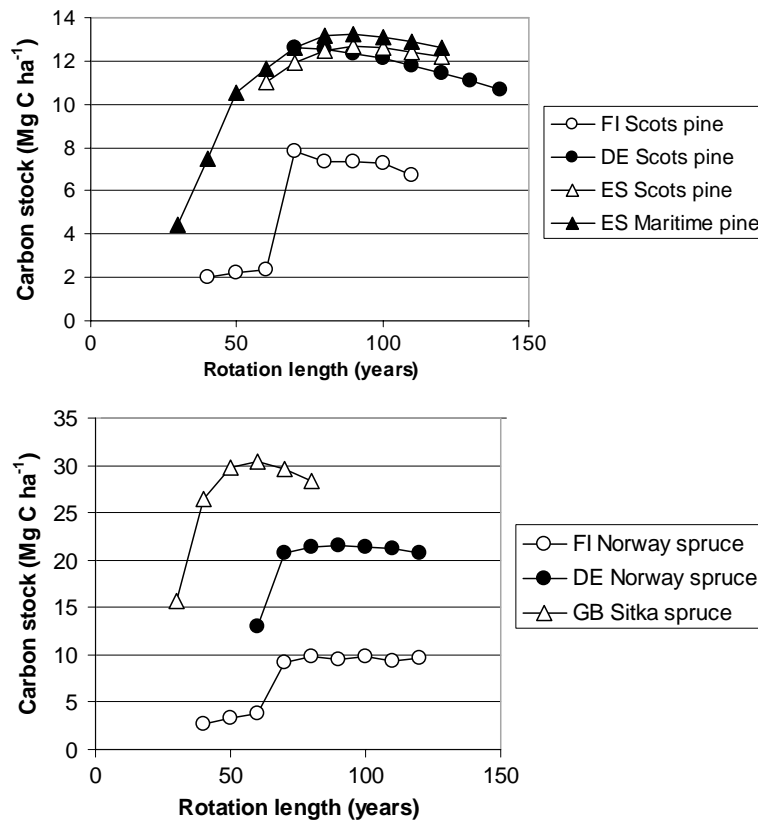 Carbon stock (Mg C ha⁻¹)
14
12
10
8
6
4
2
0
0 50 100 150
Rotation length (years)
FI Scots pine
DE Scots pine
ES Scots pine
ES Maritime pine
Carbon stock (Mg C ha⁻¹)
35
30
25
20
15
10
5
0
0 50 100 150
Rotation length (years)
FI Norway spruce
DE Norway spruce
GB Sitka spruce